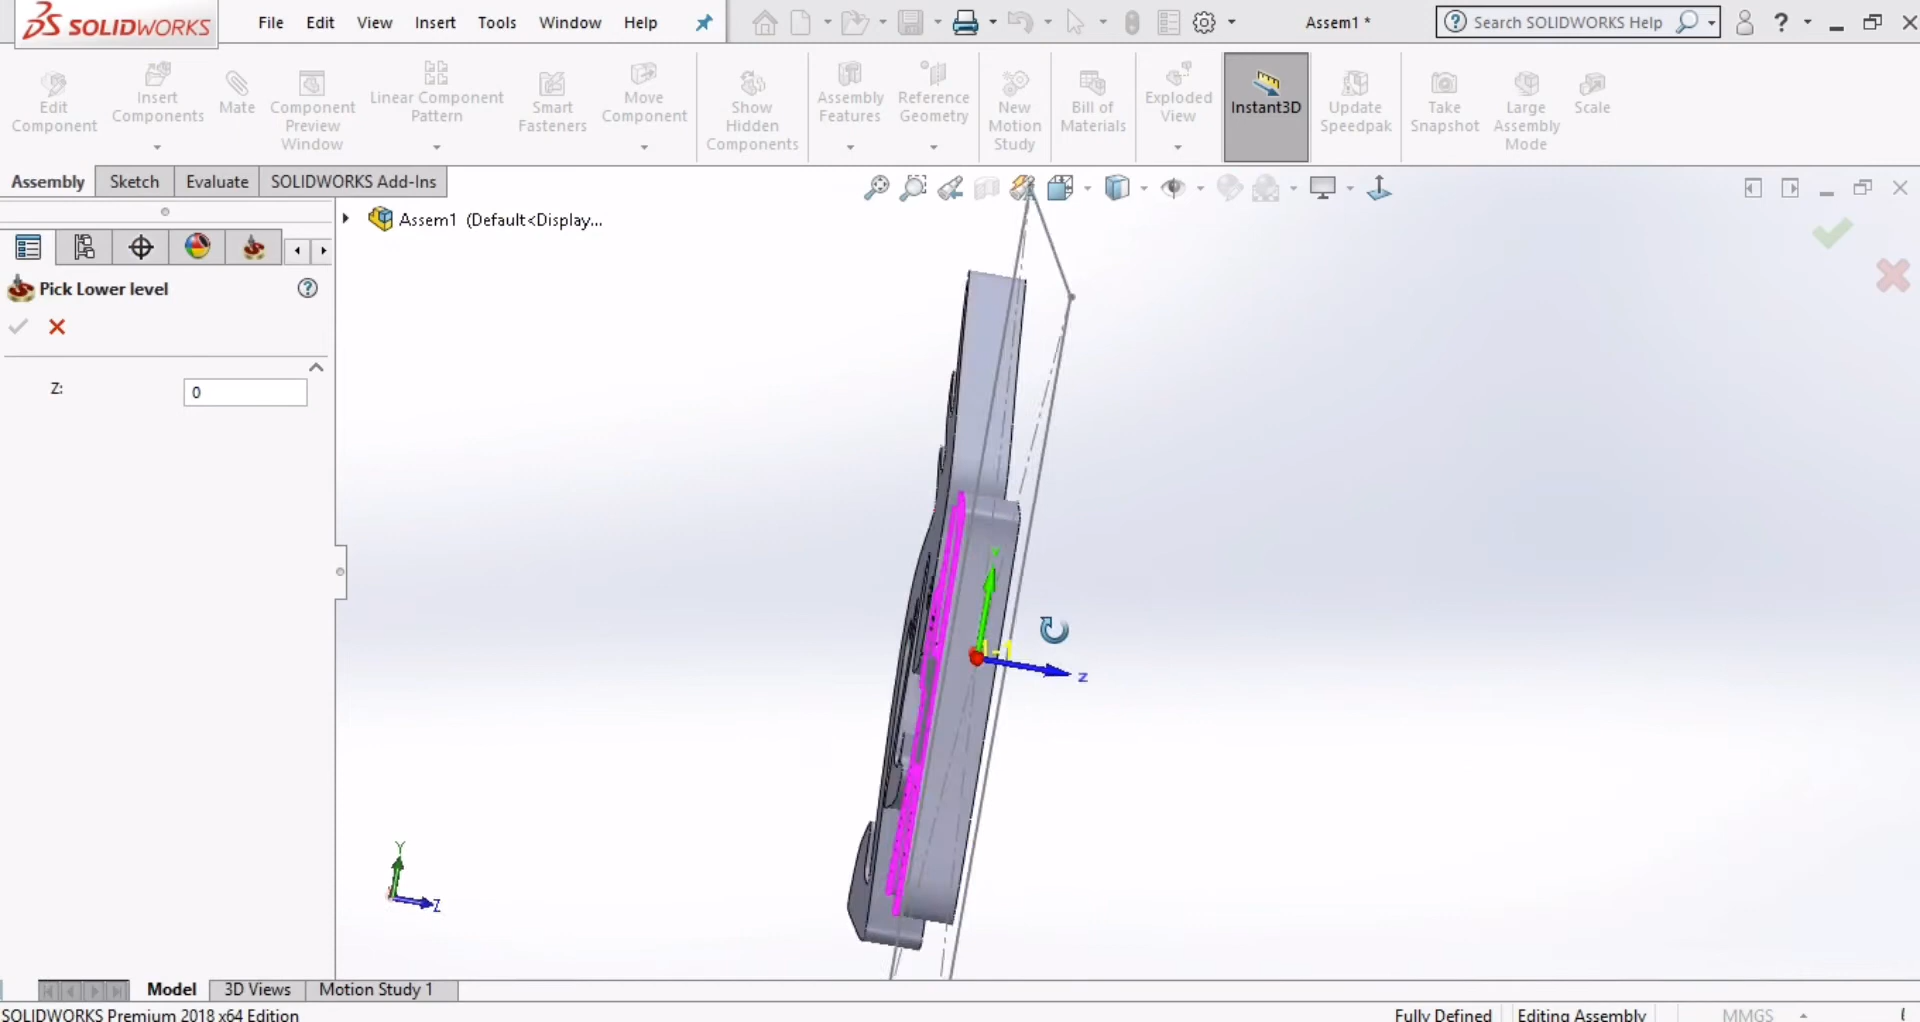 SOLIDWORKS
File Edit View Insert Tools Window Help
Assem1 *
Search SOLIDWORKS Help
?
Edit Component
Insert Components
Mate
Component Preview Window
Linear Component Pattern
Smart Fasteners
Move Component
Show Hidden Components
Assembly Features
Reference Geometry
New Motion Study
Bill of Materials
Exploded View
Instant3D
Update Speedpak
Take Snapshot
Large Assembly Mode
Scale
Assembly Sketch Evaluate SOLIDWORKS Add-Ins
Assem1 (Default<Display...
Pick Lower level
?
Z: 0
z
Y
Z
Model 3D Views Motion Study 1
SOLIDWORKS Premium 2018 x64 Edition
Fully Defined Editing Assembly MMGS